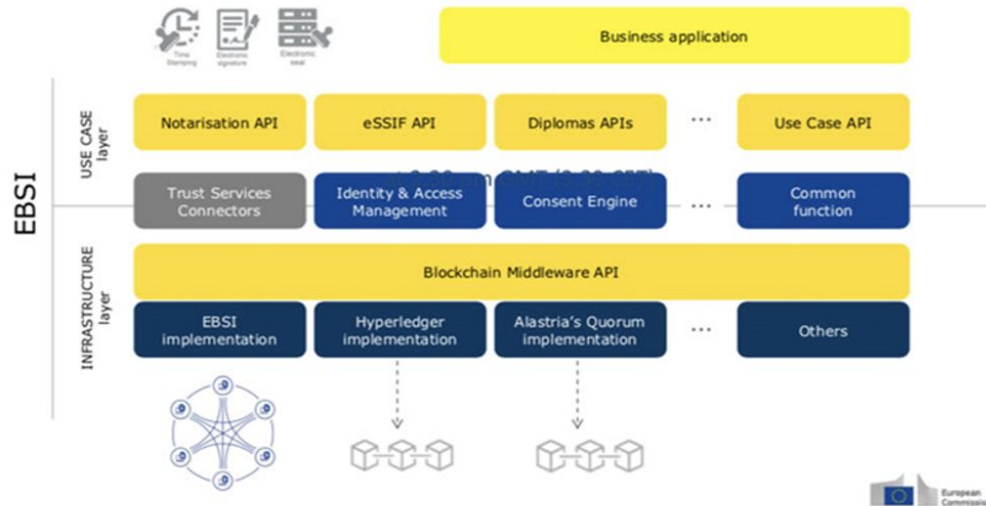 Time
Stamping
Electronic
signature
Electronic
seal
Business application
EBSI
USE CASE
layer
Notarisation API
eSSIF API
Diplomas APIs
...
Use Case API
Trust Services
Connectors
Identity & Access
Management
Consent Engine
...
Common
function
INFRASTRUCTURE
layer
Blockchain Middleware API
EBSI
implementation
Hyperledger
implementation
Alastria's Quorum
implementation
...
Others
European
Commissio